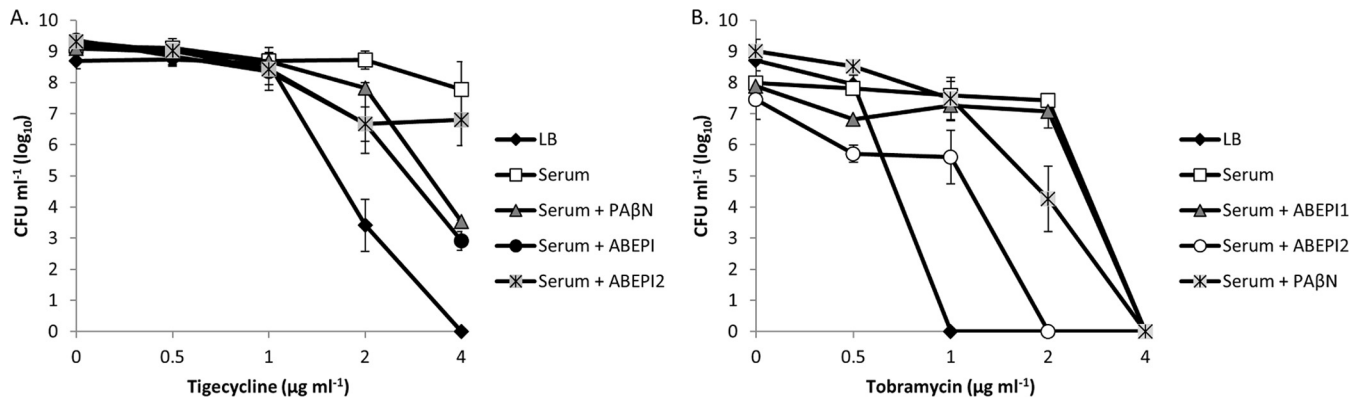 A.
10
9
8
7
6
5
4
3
2
1
0
CFU ml⁻¹ (log₁₀)
0 0.5 1 2 4
Tigecycline (µg ml⁻¹)
LB
Serum
Serum + PAβN
Serum + ABEPI
Serum + ABEPI2
B.
10
9
8
7
6
5
4
3
2
1
0
CFU ml⁻¹ (log₁₀)
0 0.5 1 2 4
Tobramycin (µg ml⁻¹)
LB
Serum
Serum + ABEPI1
Serum + ABEPI2
Serum + PAβN